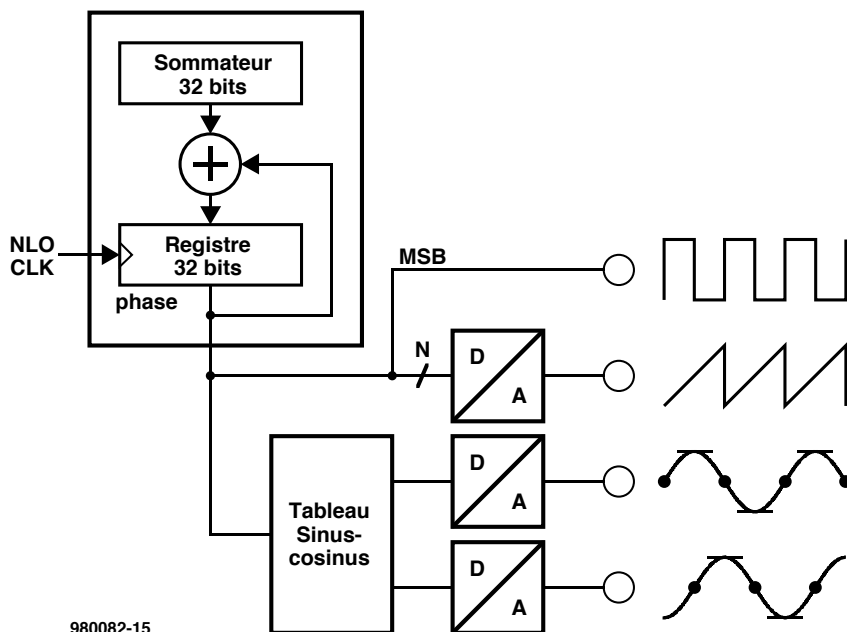 Sommateur
32 bits
NLO
CLK
Registre
32 bits
phase
MSB
N
D
A
Tableau
Sinus-
cosinus
D
A
D
A
980082-15